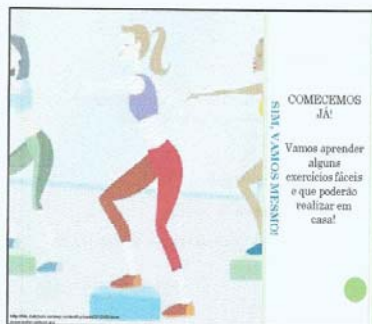 SIM, VAMOS MESMO!
COMECEMOS
JÁ!
Vamos aprender
alguns
exercícios fáceis
e que poderão
realizar em
casa!